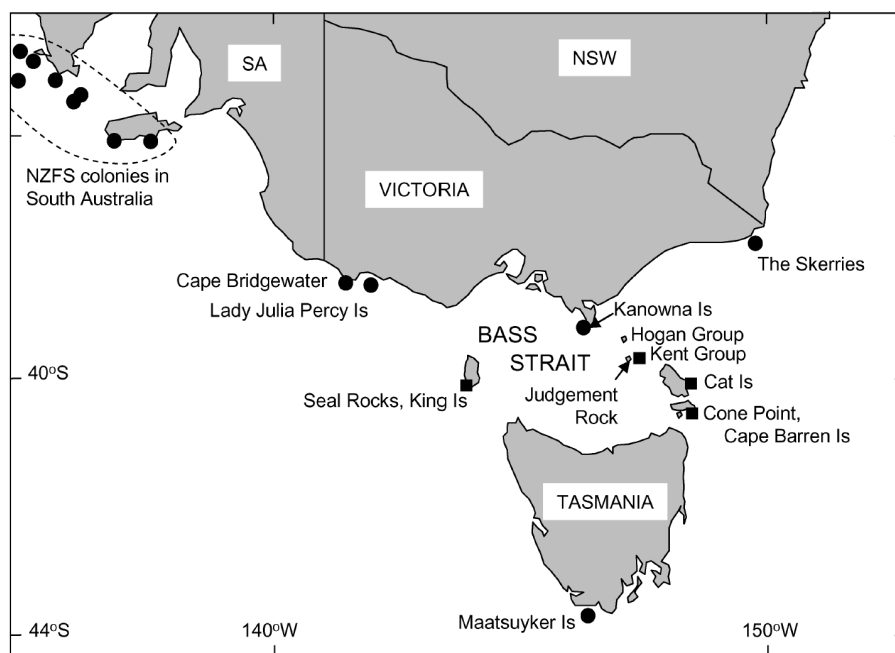 SA
NSW
NZFS colonies in
South Australia
VICTORIA
The Skerries
Cape Bridgewater
Lady Julia Percy Is
Kanowna Is
BASS
STRAIT
Hogan Group
Kent Group
40°S
Judgement
Rock
Cat Is
Seal Rocks, King Is
Cone Point,
Cape Barren Is
TASMANIA
Maatsuyker Is
44°S
140°W
150°W